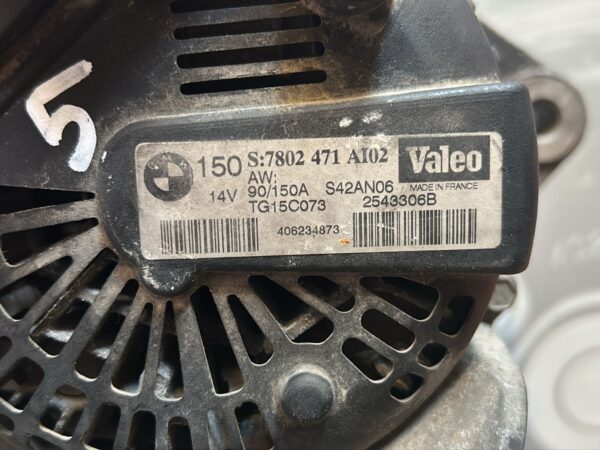 5
150 S:7802 471 AI02 Valeo
AW:
14V 90/150A S42AN06 MADE IN FRANCE
TG15C073 2543306B
406234873